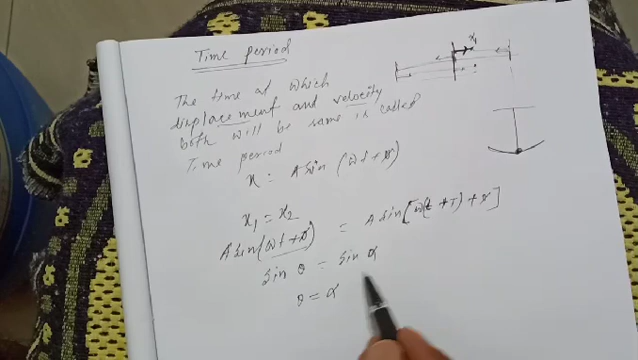 Time period
x₁
The time at which
displacement and velocity
both will be same is called
Time period
x = A sin (ωt + ø)
x₁ = x₂
A sin(ωt + ø) = A sin[ω(t + T) + ø]
sin θ = sin α
θ = α